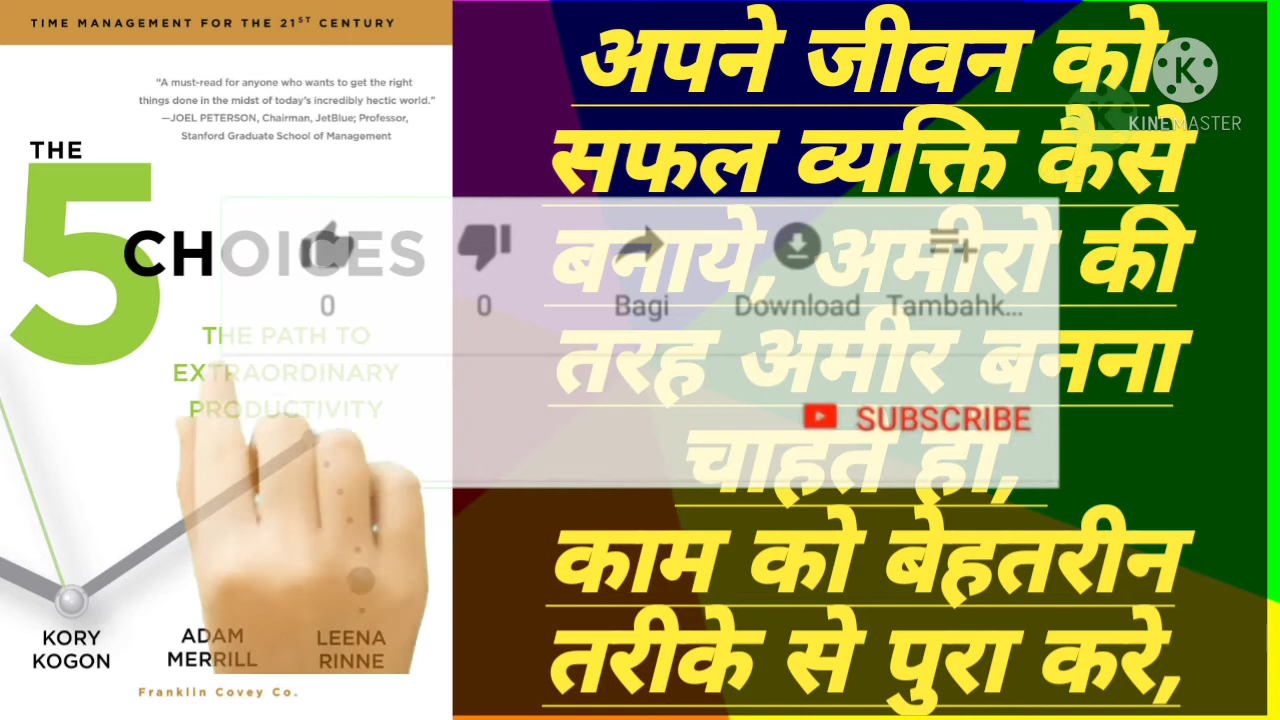 TIME MANAGEMENT FOR THE 21ST CENTURY
"A must-read for anyone who wants to get the right
things done in the midst of today's incredibly hectic world."
—JOEL PETERSON, Chairman, JetBlue; Professor,
Stanford Graduate School of Management
THE
5
CHOICES
THE PATH TO
EXTRAORDINARY
PRODUCTIVITY
KORY
KOGON
ADAM
MERRILL
LEENA
RINNE
Franklin Covey Co.
अपने जीवन को
सफल व्यक्ति कैसे
बनाये, अमीरो की
तरह अमीर बनना
चाहते हो,
काम को बेहतरीन
तरीके से पुरा करे,
K
KINEMASTER
0
0
Bagi
Download
Tambahk...
SUBSCRIBE